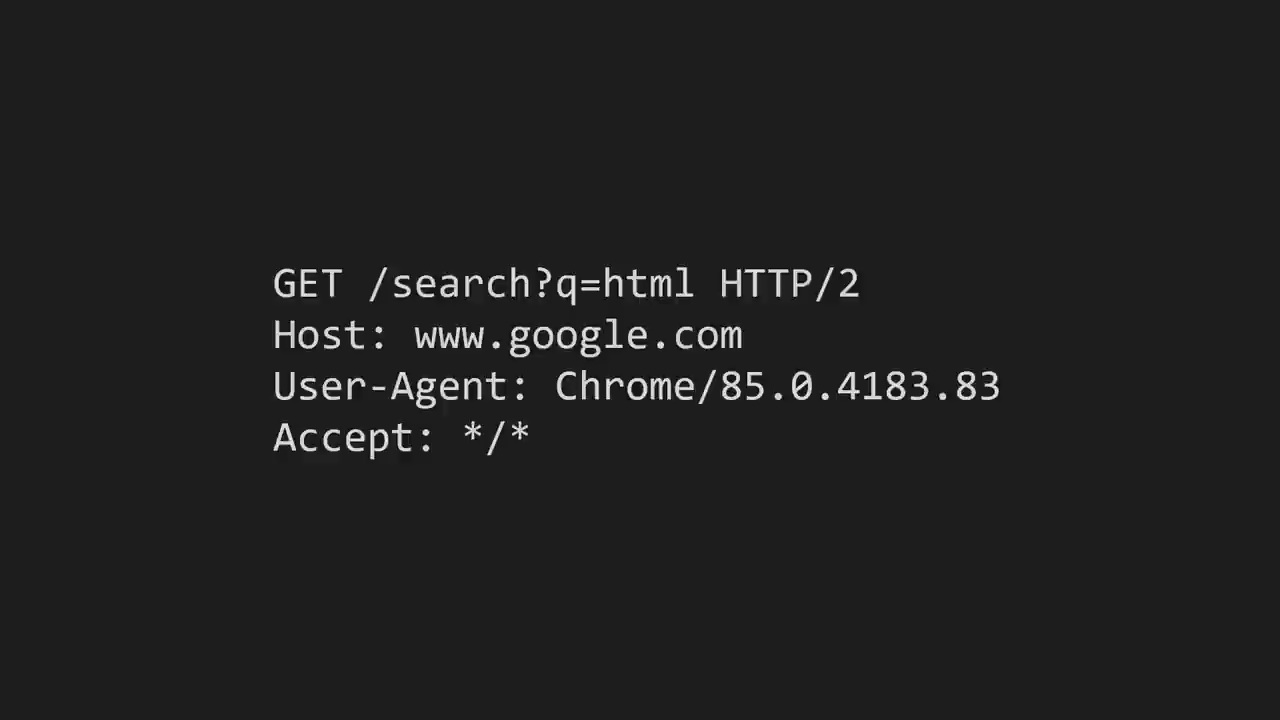 GET /search?q=html HTTP/2
Host: www.google.com
User-Agent: Chrome/85.0.4183.83
Accept: */*